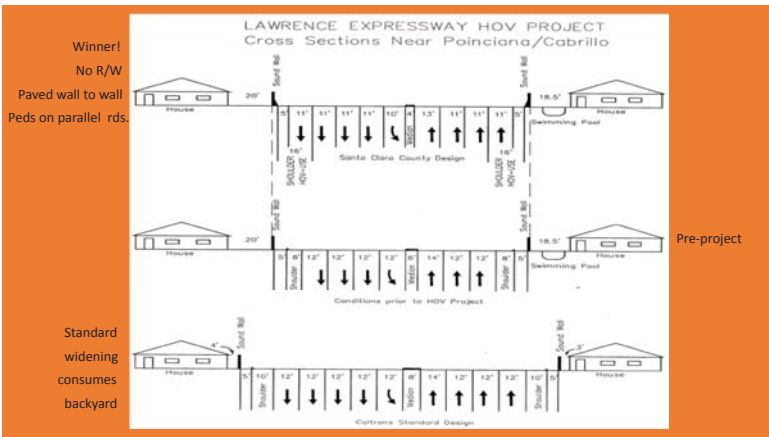 LAWRENCE EXPRESSWAY HOV PROJECT
Cross Sections Near Poinciana/Cabrillo
Winner!
No R/W
Paved wall to wall
Peds on parallel rds.
Sound Wall
Sound Wall
20'
18.5'
House
Swimming Pool
House
5' 11' 11' 11' 11' 10' 4' 13' 11' 11' 11' 5'
Median
16'
SHOULDER
HOV-USE
16'
SHOULDER
HOV-USE
Santa Clara County Design
Sound Wall
Sound Wall
20'
18.5'
House
Swimming Pool
House
Pre-project
5' 8' 12' 12' 12' 12' 6' 14' 12' 12' 8' 5'
Shoulder
Median
Shoulder
Conditions prior to HOV Project
Standard
widening
consumes
backyard
Sound Wall
Sound Wall
4'
3'
House
House
5' 10' 12' 12' 12' 12' 12' 8' 14' 12' 12' 12' 10' 5'
Shoulder
Median
Shoulder
Caltrans Standard Design